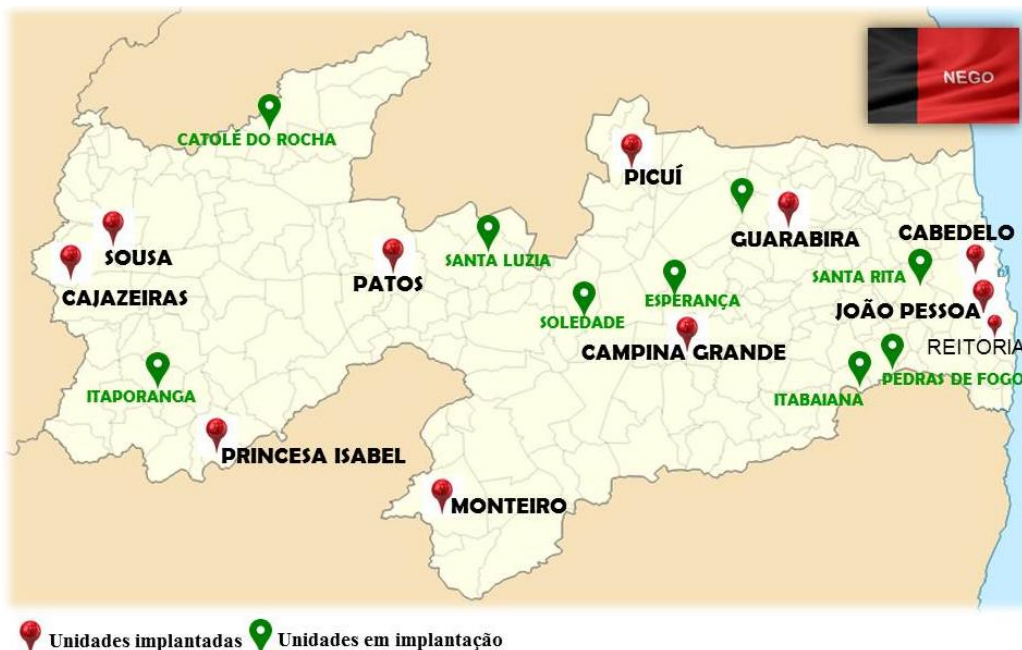 NEGO
CATOLÉ DO ROCHA
PICUÍ
SOUSA
CAJAZEIRAS
SANTA LUZIA
PATOS
GUARABIRA
CABEDELO
SANTA RITA
ESPERANÇA
SOLEDADE
JOÃO PESSOA
CAMPINA GRANDE
REITORIA
PEDRAS DE FOGO
ITABAIANA
ITAPORANGA
PRINCESA ISABEL
MONTEIRO
Unidades implantadas
Unidades em implantação